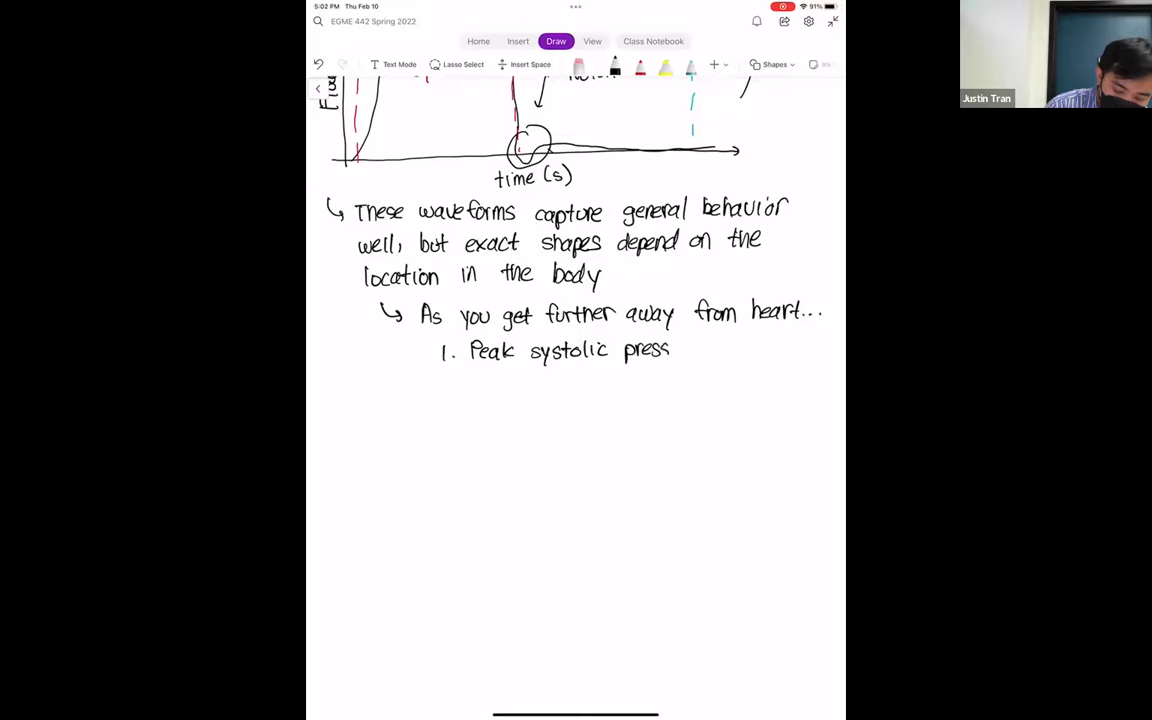 5:02 PM Thu Feb 10
91%
EGME 442 Spring 2022
Home Insert Draw View Class Notebook
Text Mode Lasso Select Insert Space Shapes Ink
time (s)
↳ These waveforms capture general behavior
well, but exact shapes depend on the
location in the body
↳ As you get further away from heart...
1. Peak systolic press
Justin Tran